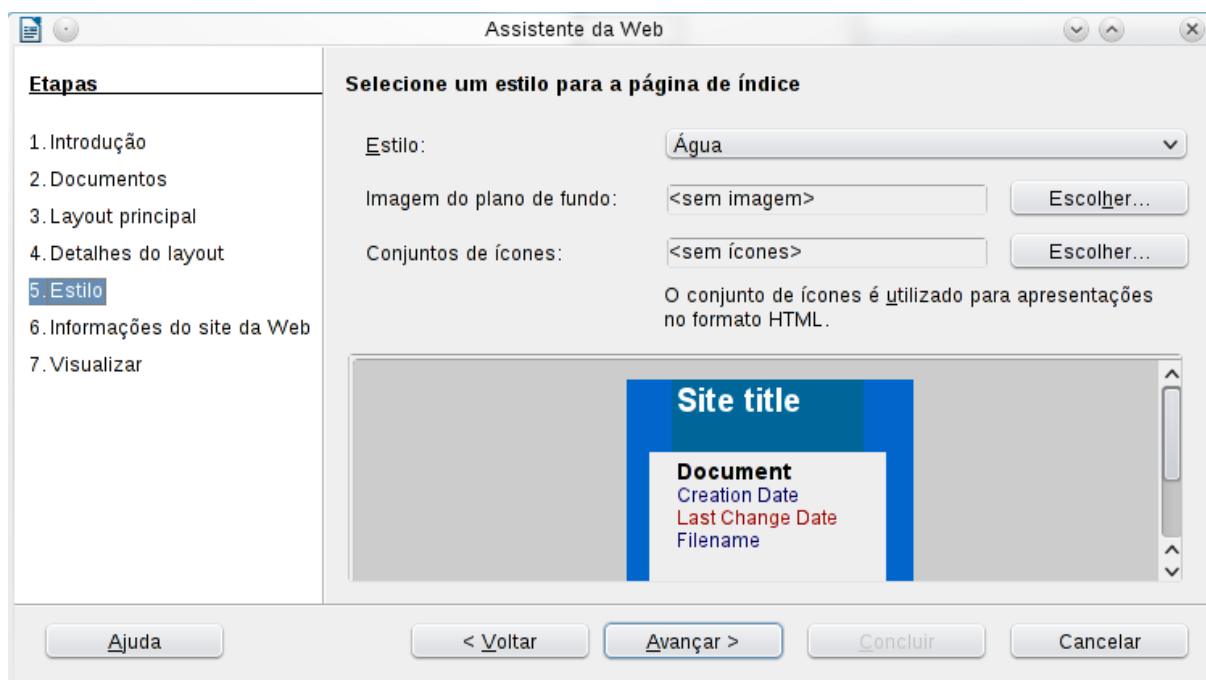 Assistente da Web
Etapas
1. Introdução
2. Documentos
3. Layout principal
4. Detalhes do layout
5. Estilo
6. Informações do site da Web
7. Visualizar
Selecione um estilo para a página de índice
Estilo:
Água
Imagem do plano de fundo:
<sem imagem>
Escolher...
Conjuntos de ícones:
<sem ícones>
Escolher...
O conjunto de ícones é utilizado para apresentações
no formato HTML.
Site title
Document
Creation Date
Last Change Date
Filename
Ajuda
< Voltar
Avançar >
Concluir
Cancelar